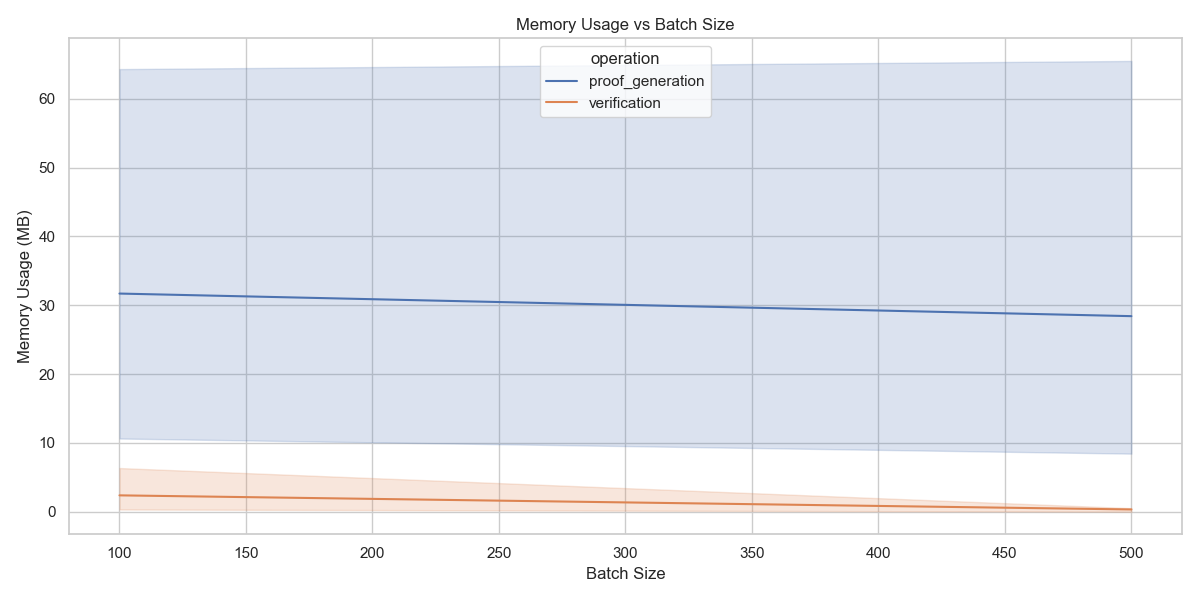 Memory Usage vs Batch Size
operation
proof_generation
verification
Memory Usage (MB)
60
50
40
30
20
10
0
100 150 200 250 300 350 400 450 500
Batch Size